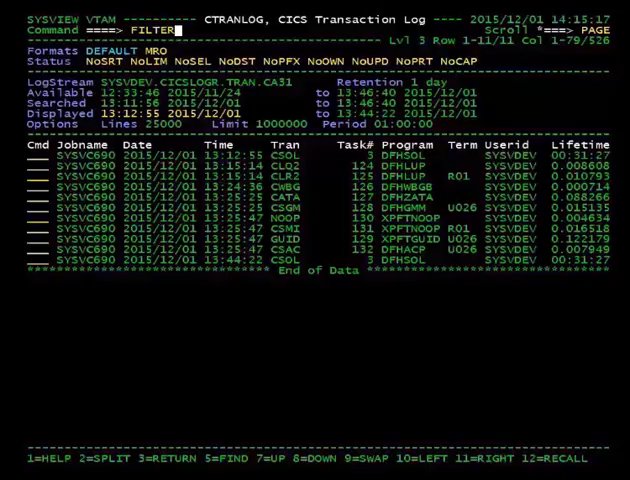 SYSVIEW VTAM ---------- CTRANLOG, CICS Transaction Log ---- 2015/12/01 14:15:17
Command ====> FILTER Scroll *===> PAGE
Lvl 3 Row 1-11/11 Col 1-79/526
Formats DEFAULT MRO
Status NoSRT NoLIM NoSEL NoDST NoPFX NoOWN NoUPD NoPRT NoCAP
LogStream SYSVDEV.CICSLOGR.TRAN.CA31 Retention 1 day
Available 12:33:46 2015/11/24 to 13:46:40 2015/12/01
Searched 13:11:56 2015/12/01 to 13:46:40 2015/12/01
Displayed 13:12:55 2015/12/01 to 13:44:22 2015/12/01
Options Lines 25000 Limit 1000000 Period 01:00:00
Cmd Jobname Date Time Tran Task# Program Term Userid Lifetime
____ SYSVC690 2015/12/01 13:12:55 CSOL 3 DFHSOL SYSVDEV 00:31:27
____ SYSVC690 2015/12/01 13:15:14 CLQ2 124 DFHLUP SYSVDEV 0.008608
____ SYSVC690 2015/12/01 13:15:14 CLR2 125 DFHLUP R01 SYSVDEV 0.010793
____ SYSVC690 2015/12/01 13:24:36 CWBG 126 DFHWBGB SYSVDEV 0.000714
____ SYSVC690 2015/12/01 13:25:25 CATA 127 DFHZATA SYSVDEV 0.088266
____ SYSVC690 2015/12/01 13:25:25 CSGM 128 DFHGMM U026 SYSVDEV 0.015135
____ SYSVC690 2015/12/01 13:25:47 NOOP 130 XPFTNOOP SYSVDEV 0.004634
____ SYSVC690 2015/12/01 13:25:47 CSMI 131 XPFTNOOP R01 SYSVDEV 0.016518
____ SYSVC690 2015/12/01 13:25:47 GUID 129 XPFTGUID U026 SYSVDEV 0.122179
____ SYSVC690 2015/12/01 13:25:47 CSAC 132 DFHACP U026 SYSVDEV 0.007949
____ SYSVC690 2015/12/01 13:44:22 CSOL 3 DFHSOL SYSVDEV 00:31:27
******************************* End of Data *******************************
1=HELP 2=SPLIT 3=RETURN 5=FIND 7=UP 8=DOWN 9=SWAP 10=LEFT 11=RIGHT 12=RECALL